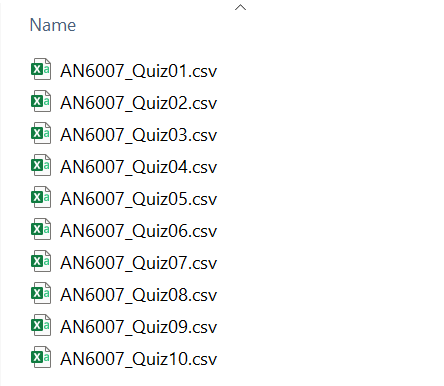 Name
AN6007_Quiz01.csv
AN6007_Quiz02.csv
AN6007_Quiz03.csv
AN6007_Quiz04.csv
AN6007_Quiz05.csv
AN6007_Quiz06.csv
AN6007_Quiz07.csv
AN6007_Quiz08.csv
AN6007_Quiz09.csv
AN6007_Quiz10.csv